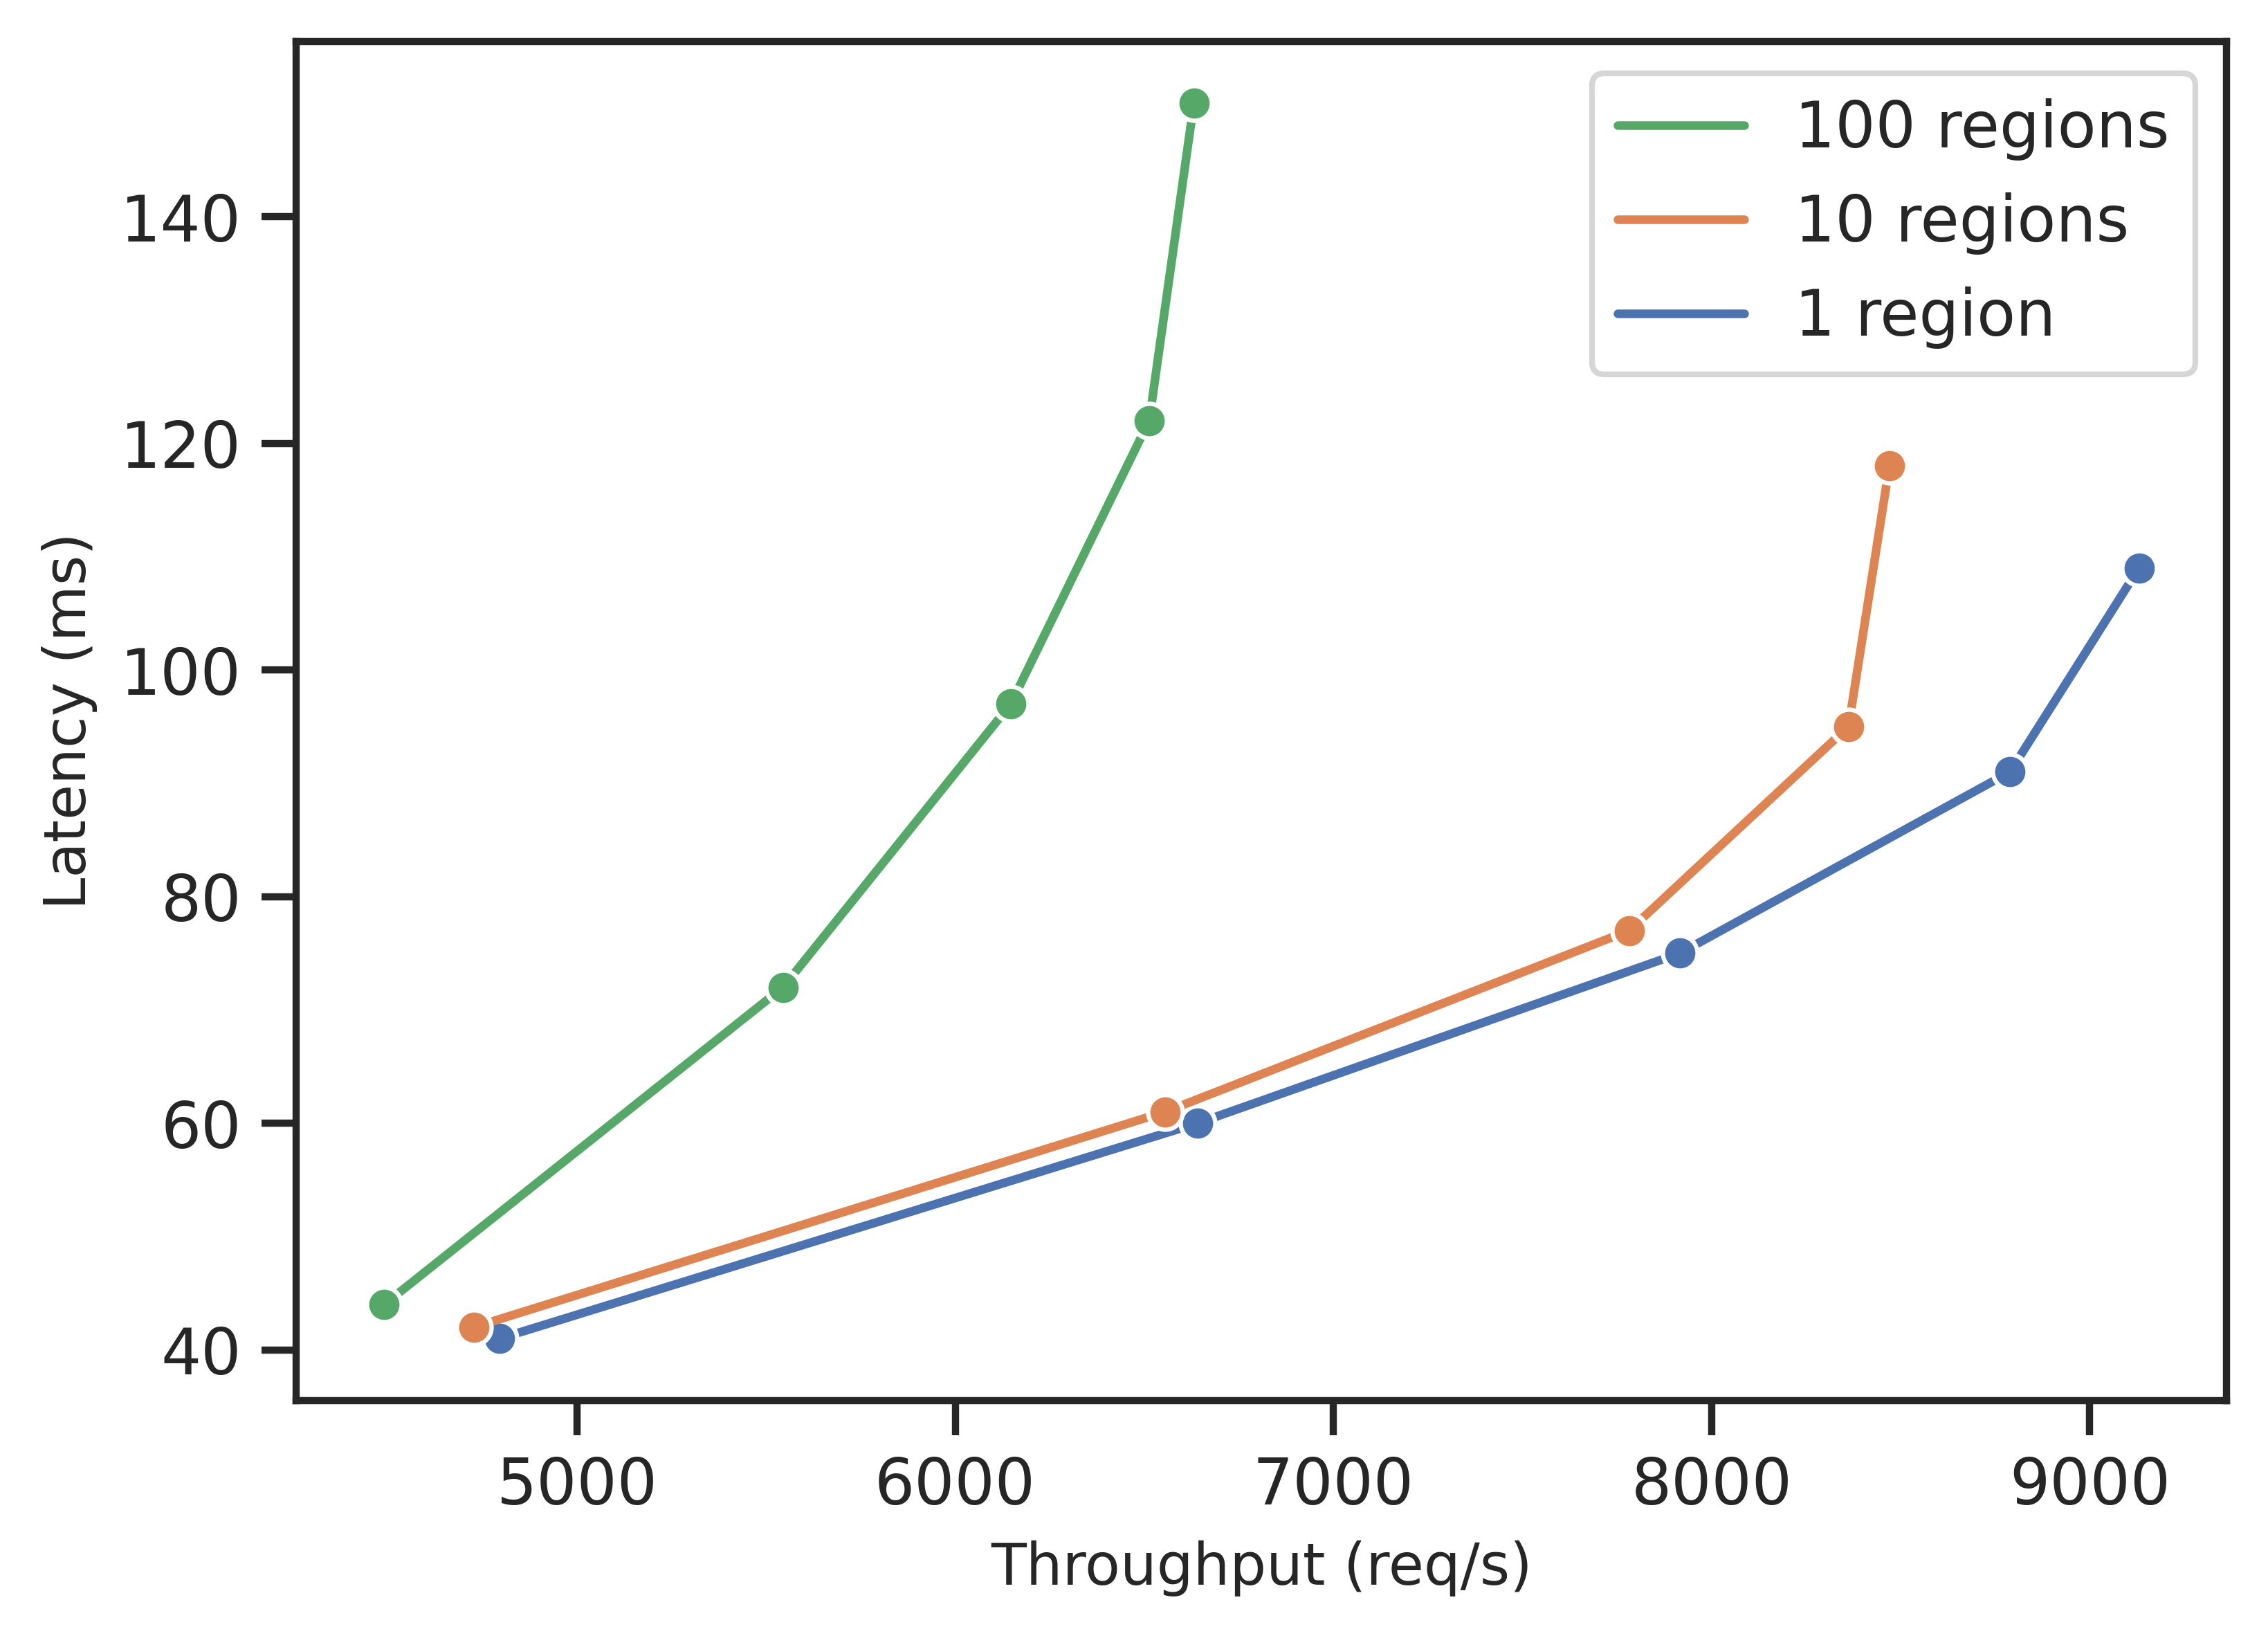 100 regions
10 regions
1 region
140
120
100
80
60
40
Latency (ms)
5000 6000 7000 8000 9000
Throughput (req/s)